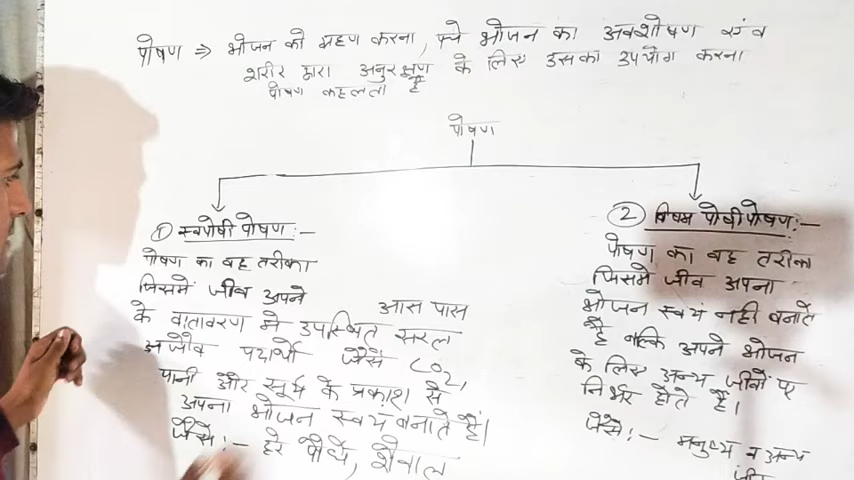 पोषण ⇒ भोजन को ग्रहण करना, पचे भोजन का अवशोषण एवं
शरीर द्वारा अनुरक्षण के लिए उसका उपयोग करना
पोषण कहलता है
पोषण
① स्वपोषी पोषण:-
पोषण का वह तरीका
जिसमें जीव अपने आस पास
के वातावरण मे उपस्थित सरल
अजैव पदार्थो जैसे CO2,
पानी और सूर्य के प्रकाश से
अपना भोजन स्वयं बनाते हैं।
जैसे:- हरे पौधे, शैवाल
② विषम पोषीपोषण:-
पोषण का वह तरीका
जिसमे जीव अपना
भोजन स्वयं नही बनाते
है बल्कि अपने भोजन
के लिए अन्य जीवों पर
निर्भर होते है।
जैसे:- मनुष्य व अन्य